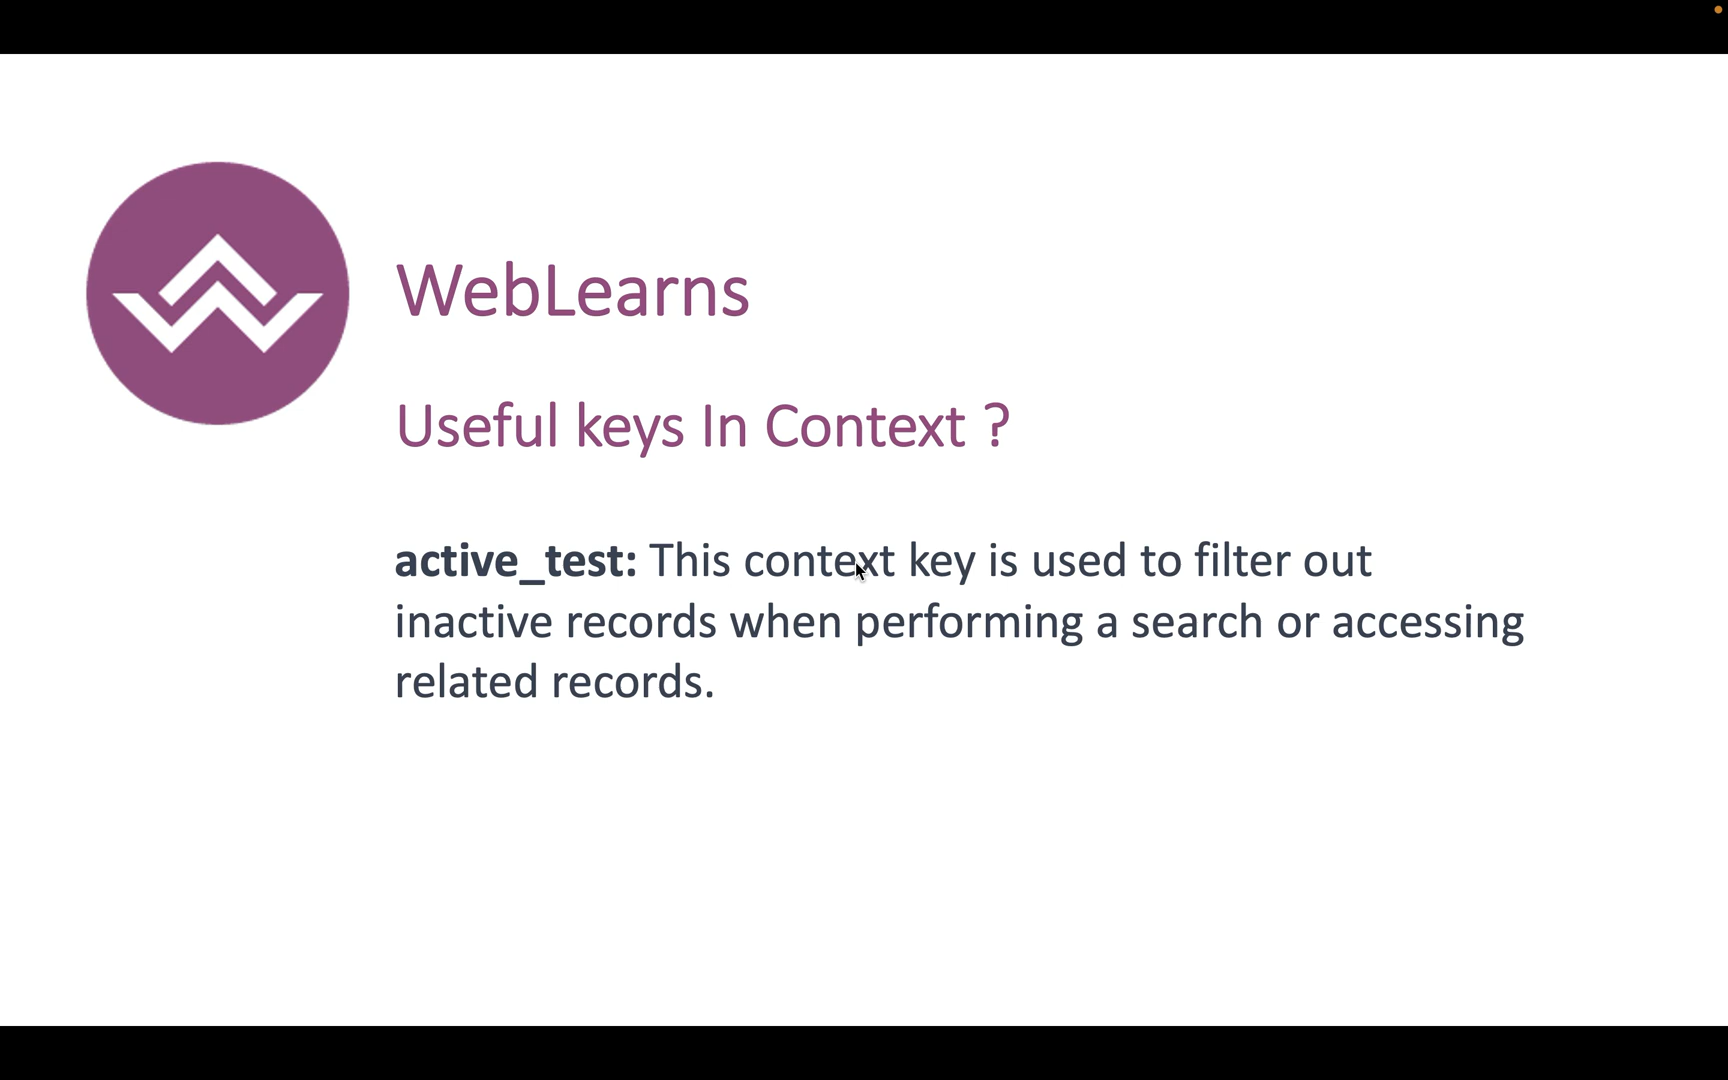 WebLearns
Useful keys In Context ?
active_test: This context key is used to filter out
inactive records when performing a search or accessing
related records.